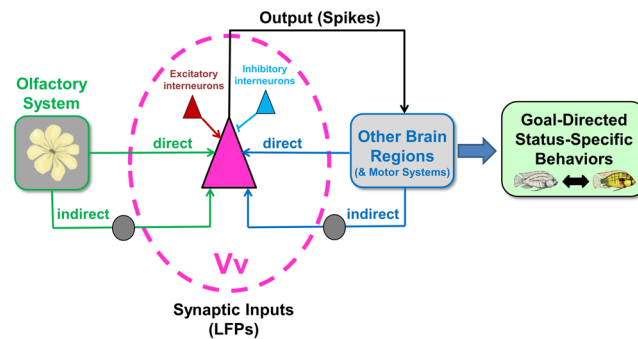 Output (Spikes)
Excitatory
interneurons
Inhibitory
interneurons
Olfactory
System
direct
direct
Other Brain
Regions
(& Motor Systems)
Goal-Directed
Status-Specific
Behaviors
indirect
indirect
Vv
Synaptic Inputs
(LFPs)